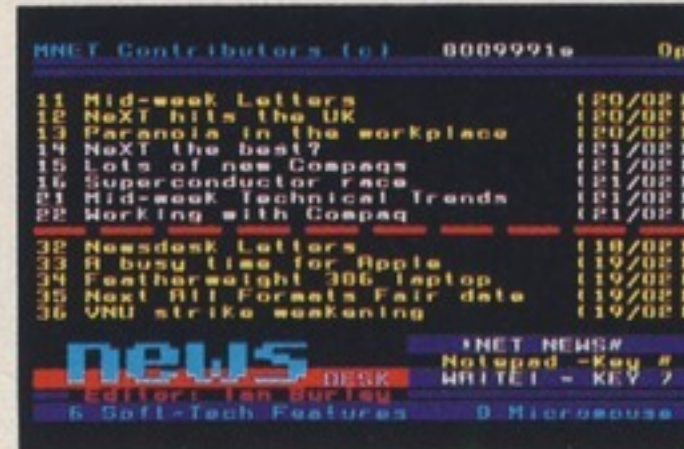 MNET Contributors (c) 8009991e 0p
11 Mid-week Letters (20/02)
12 NeXT hits the UK (20/02)
13 Paranoia in the workplace (20/02)
14 NeXT the best? (21/02)
15 Lots of new Compaqs (21/02)
16 Superconductor race (21/02)
21 Mid-week Technical Trends (21/02)
22 Working with Compaq (21/02)
32 Newsdesk Letters (18/02)
33 A busy time for Apple (19/02)
34 Featherweight 386 laptop (19/02)
35 Next All Formats Fair date (19/02)
36 VNU strike weakening (19/02)
news DESK
Editor: Ian Burley
*NET NEWS#
Notepad -Key #
WRITE! - KEY 7
6 Soft-Tech Features 9 Micromouse